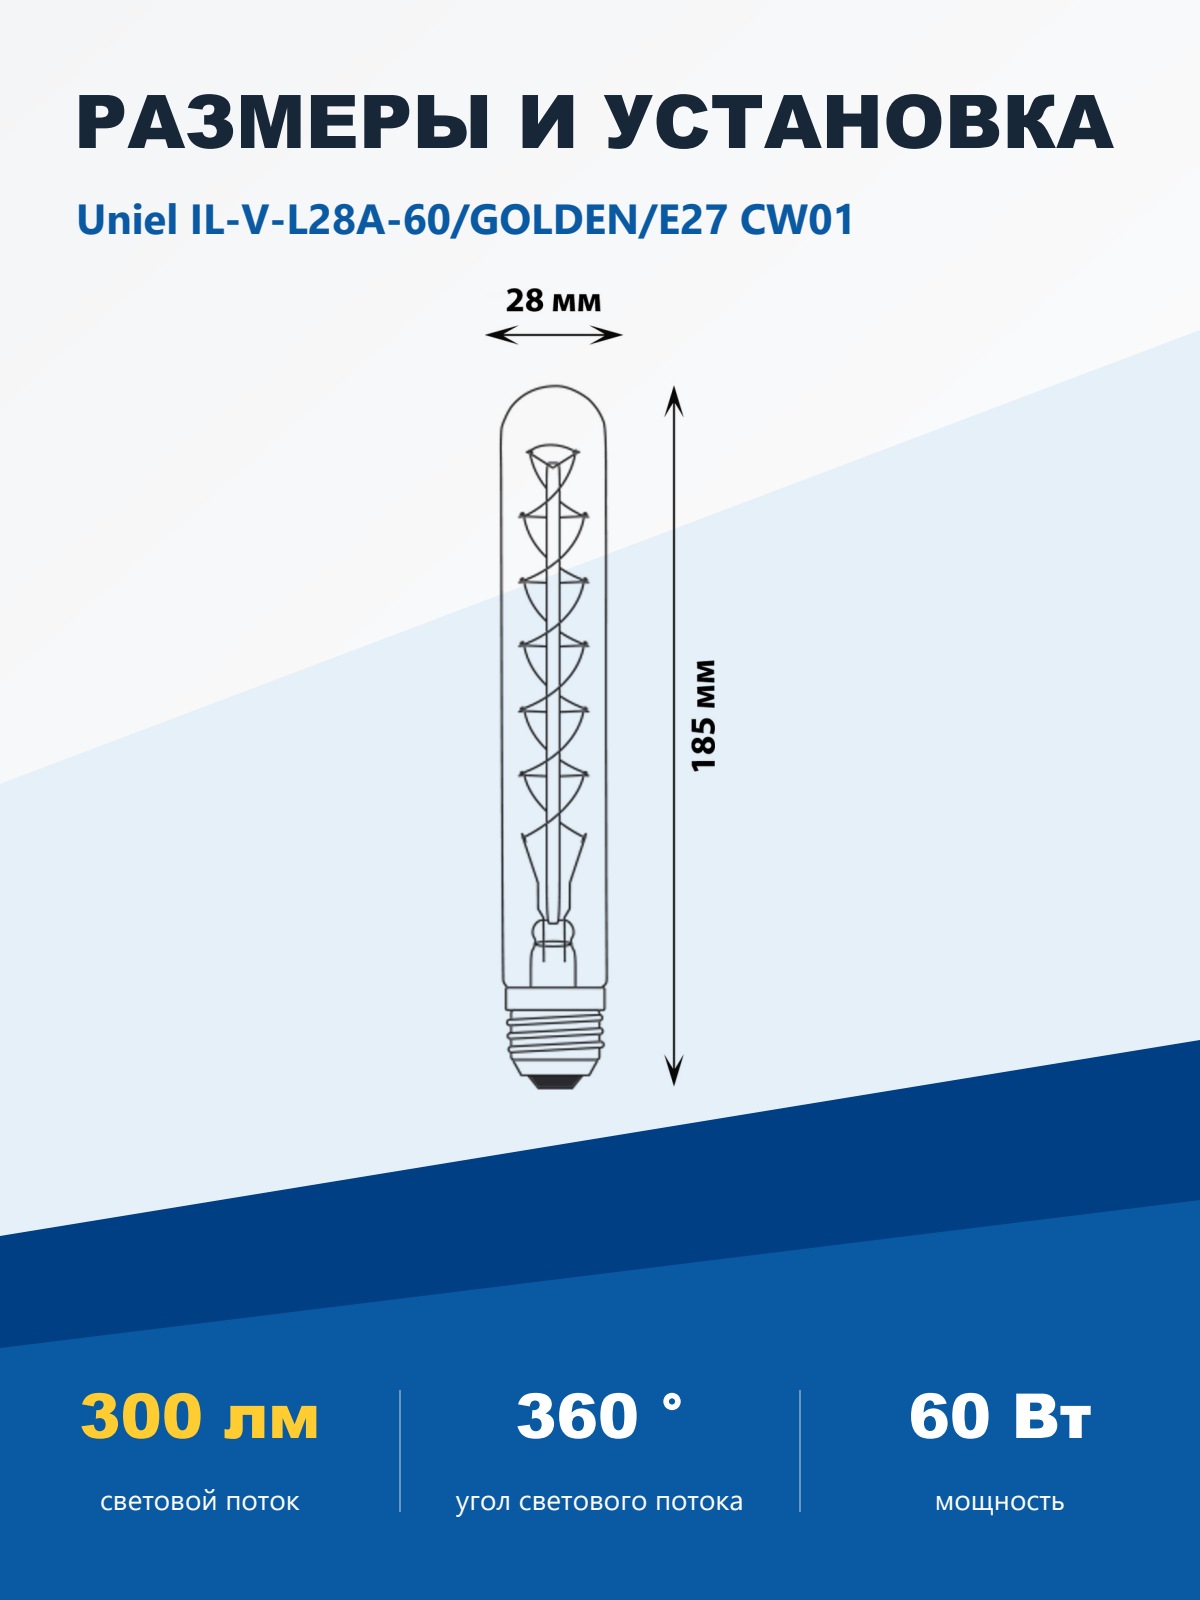 РАЗМЕРЫ И УСТАНОВКА
Uniel IL-V-L28A-60/GOLDEN/E27 CW01
28 мм
185 мм
300 лм
световой поток
360 °
угол светового потока
60 Вт
мощность